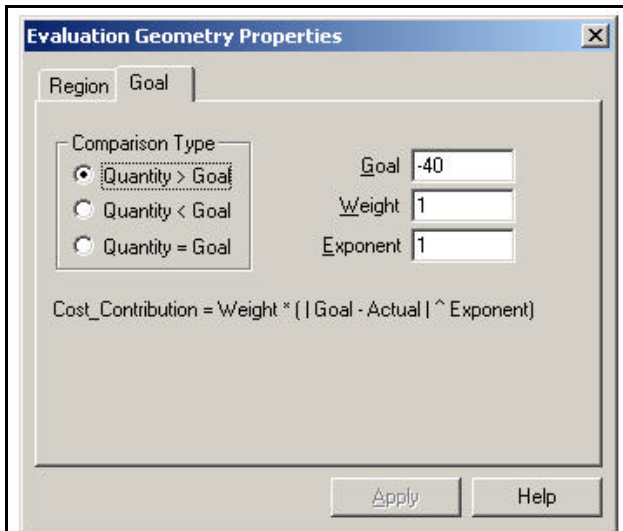 Evaluation Geometry Properties
Region Goal
Comparison Type
Quantity > Goal
Quantity < Goal
Quantity = Goal
Goal -40
Weight 1
Exponent 1
Cost_Contribution = Weight * ( | Goal - Actual | ^ Exponent)
Apply Help